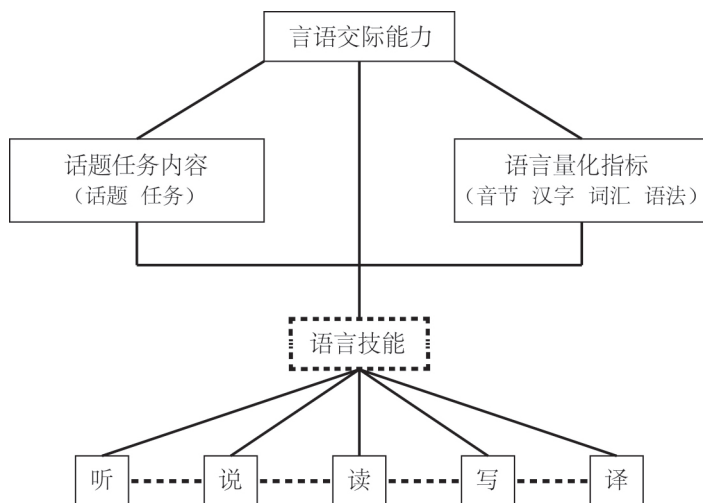 言语交际能力
话题任务内容
（话题 任务）
语言量化指标
（音节 汉字 词汇 语法）
语言技能
听
说
读
写
译